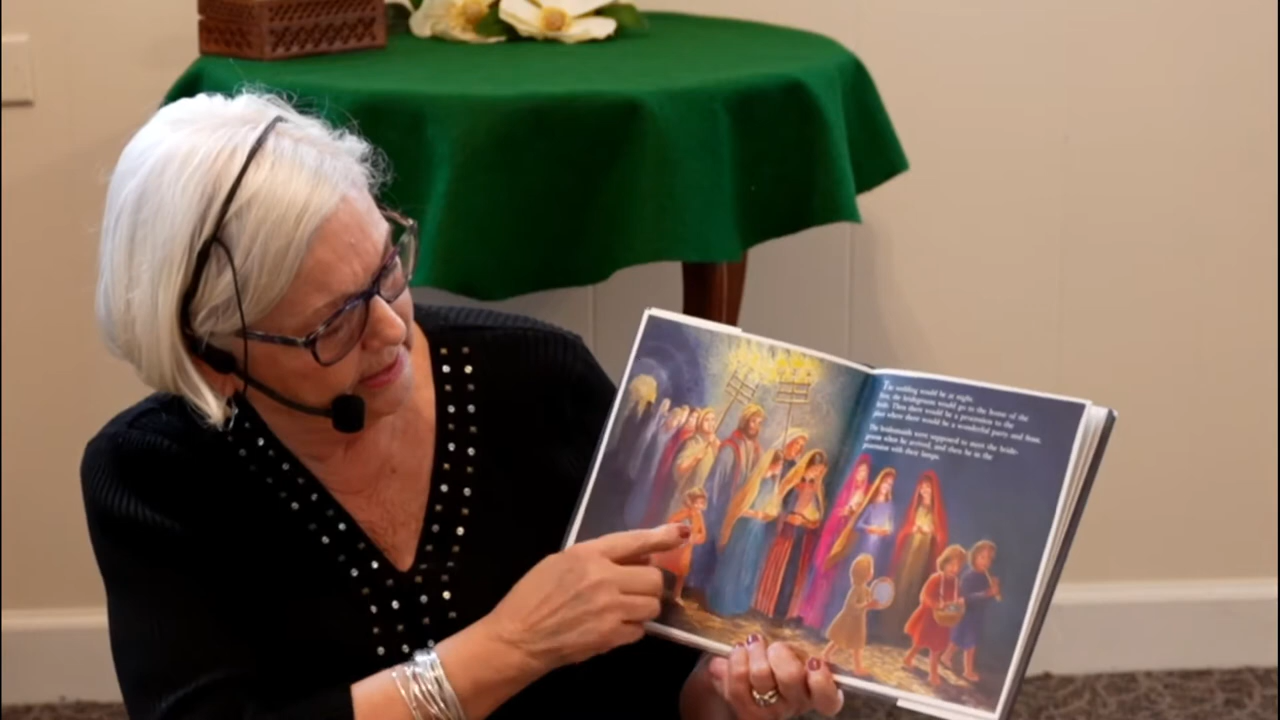 The wedding would be at night.
First, the bridegroom would go to the home of the
bride. Then there would be a procession to the
place where there would be a wonderful party and feast.
The bridesmaids were supposed to meet the bride-
groom when he arrived, and then be in the
procession with their lamps.